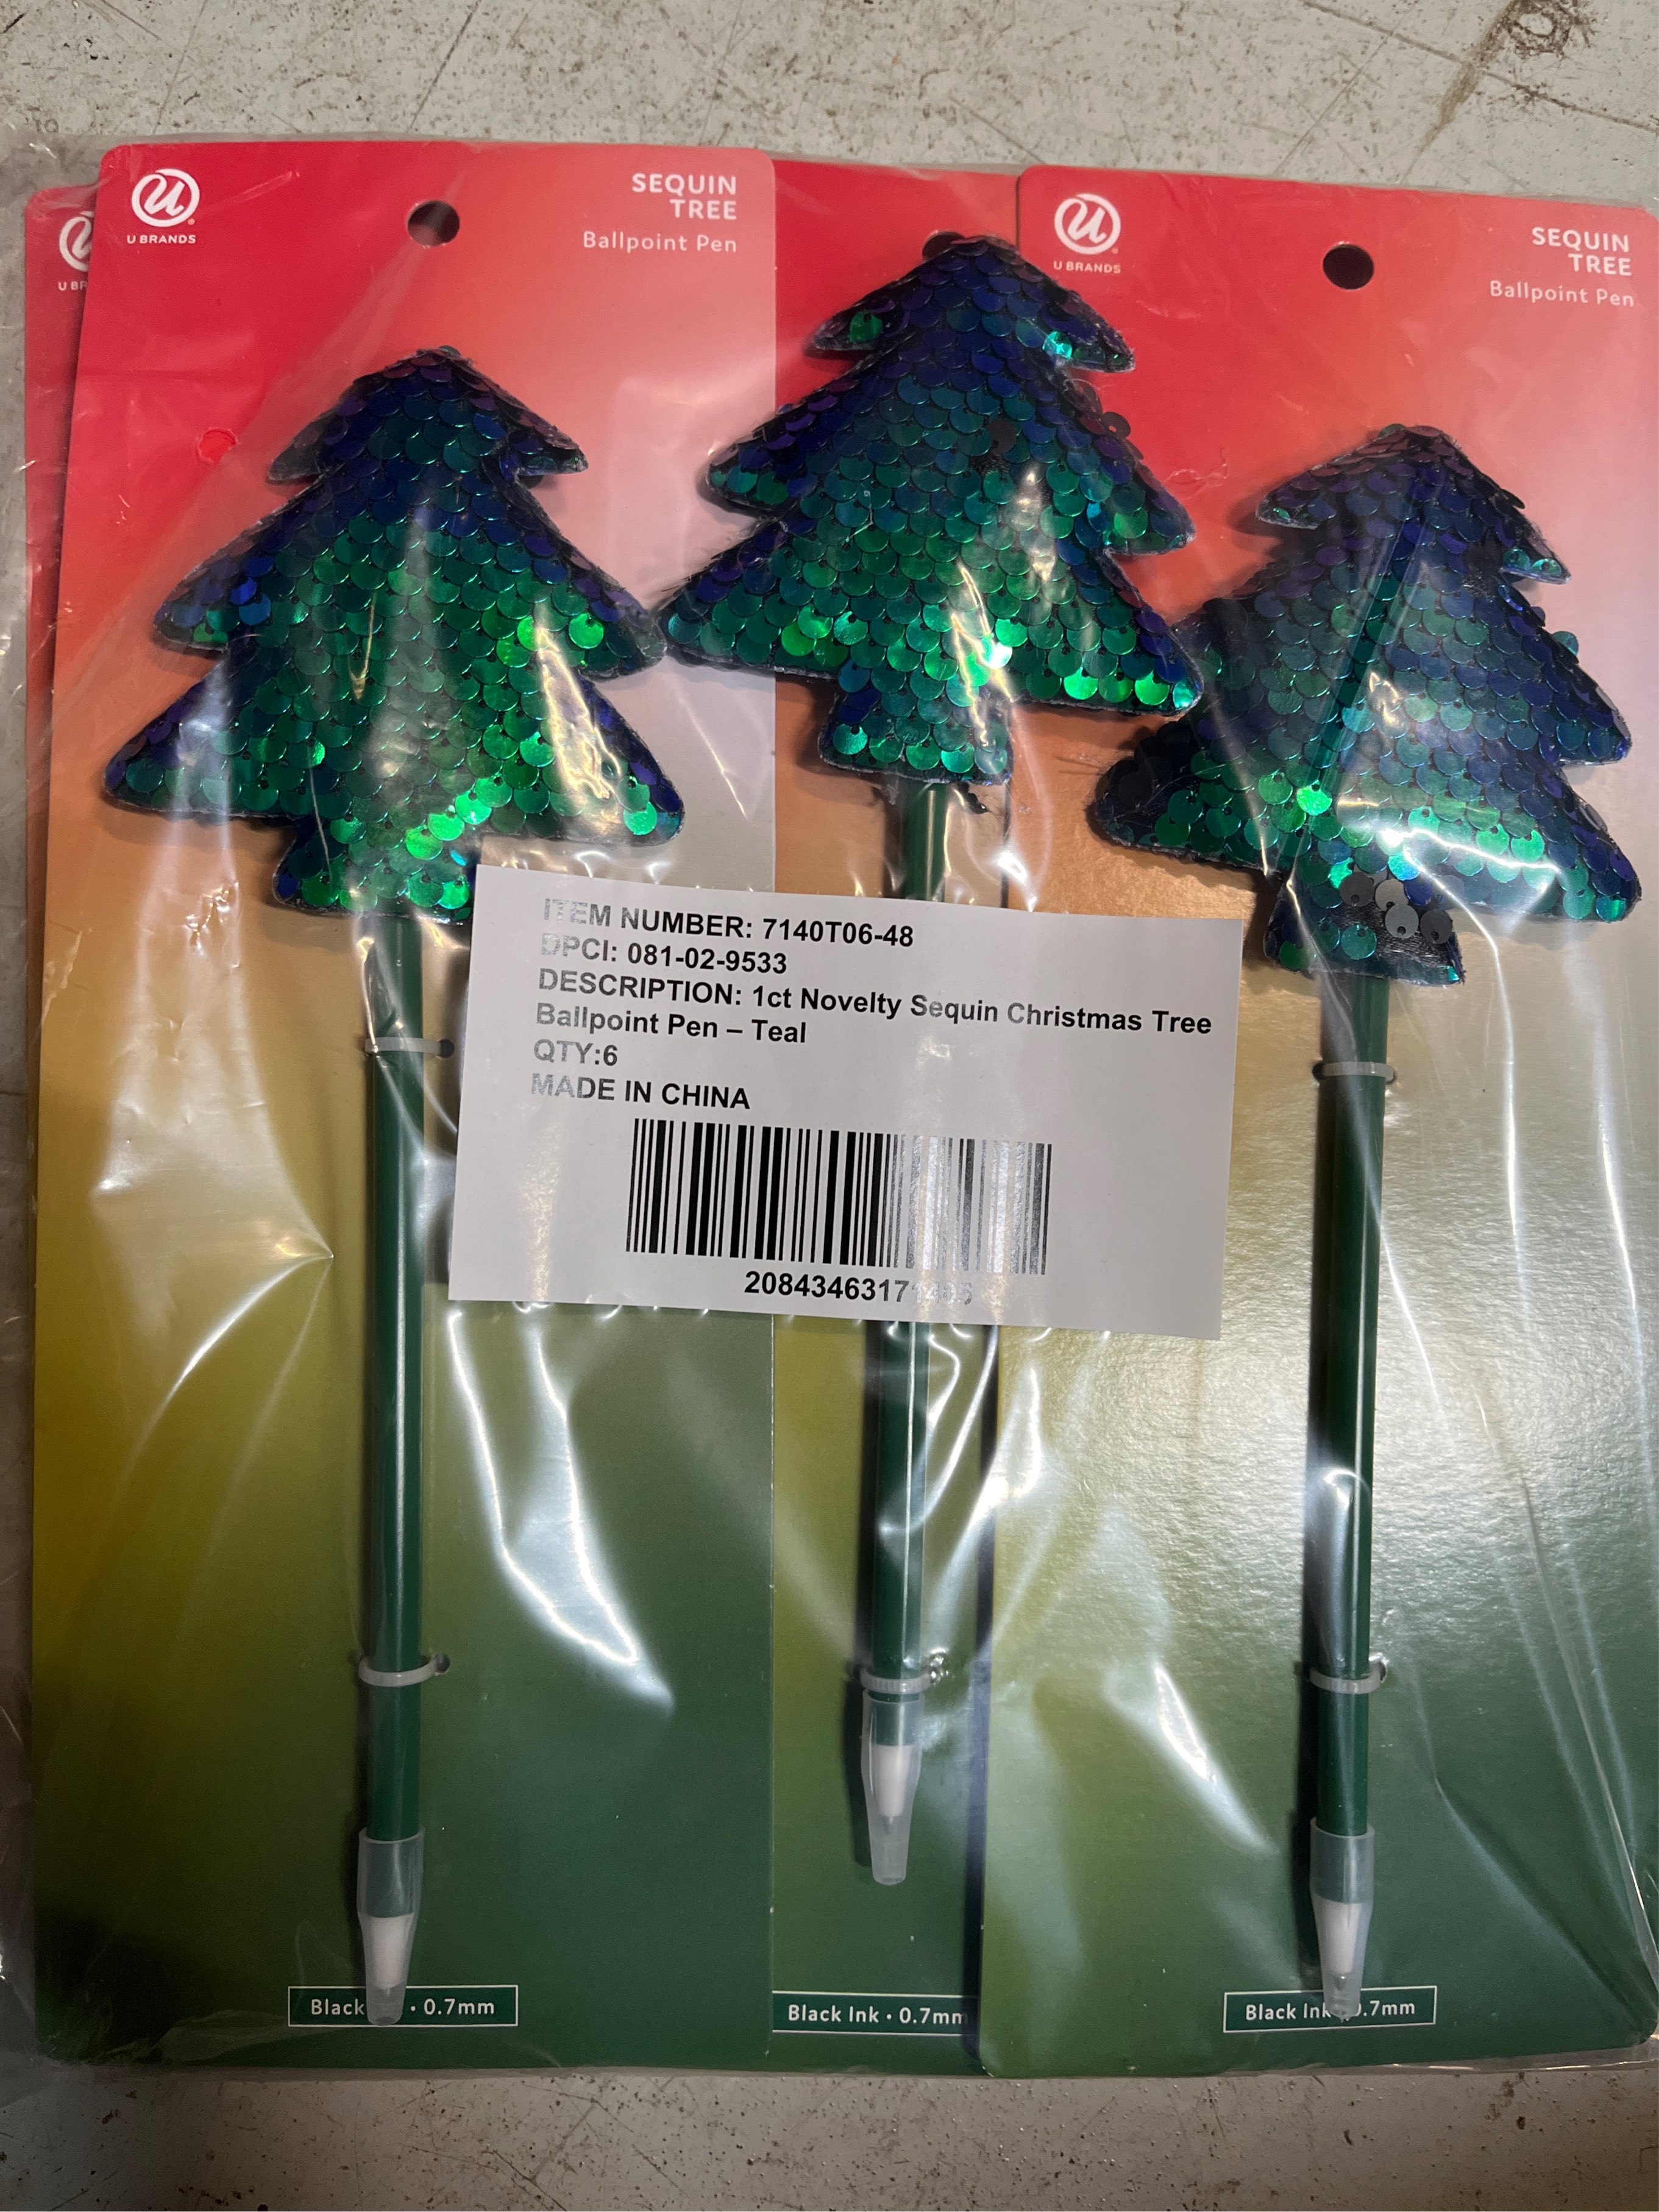 U BRANDS
SEQUIN
TREE
Ballpoint Pen
U BRANDS
SEQUIN
TREE
Ballpoint Pen
U BR
ITEM NUMBER: 7140T06-48
DPCI: 081-02-9533
DESCRIPTION: 1ct Novelty Sequin Christmas Tree
Ballpoint Pen – Teal
QTY:6
MADE IN CHINA
Black • 0.7mm
Black Ink • 0.7mm
Black Ink .7mm